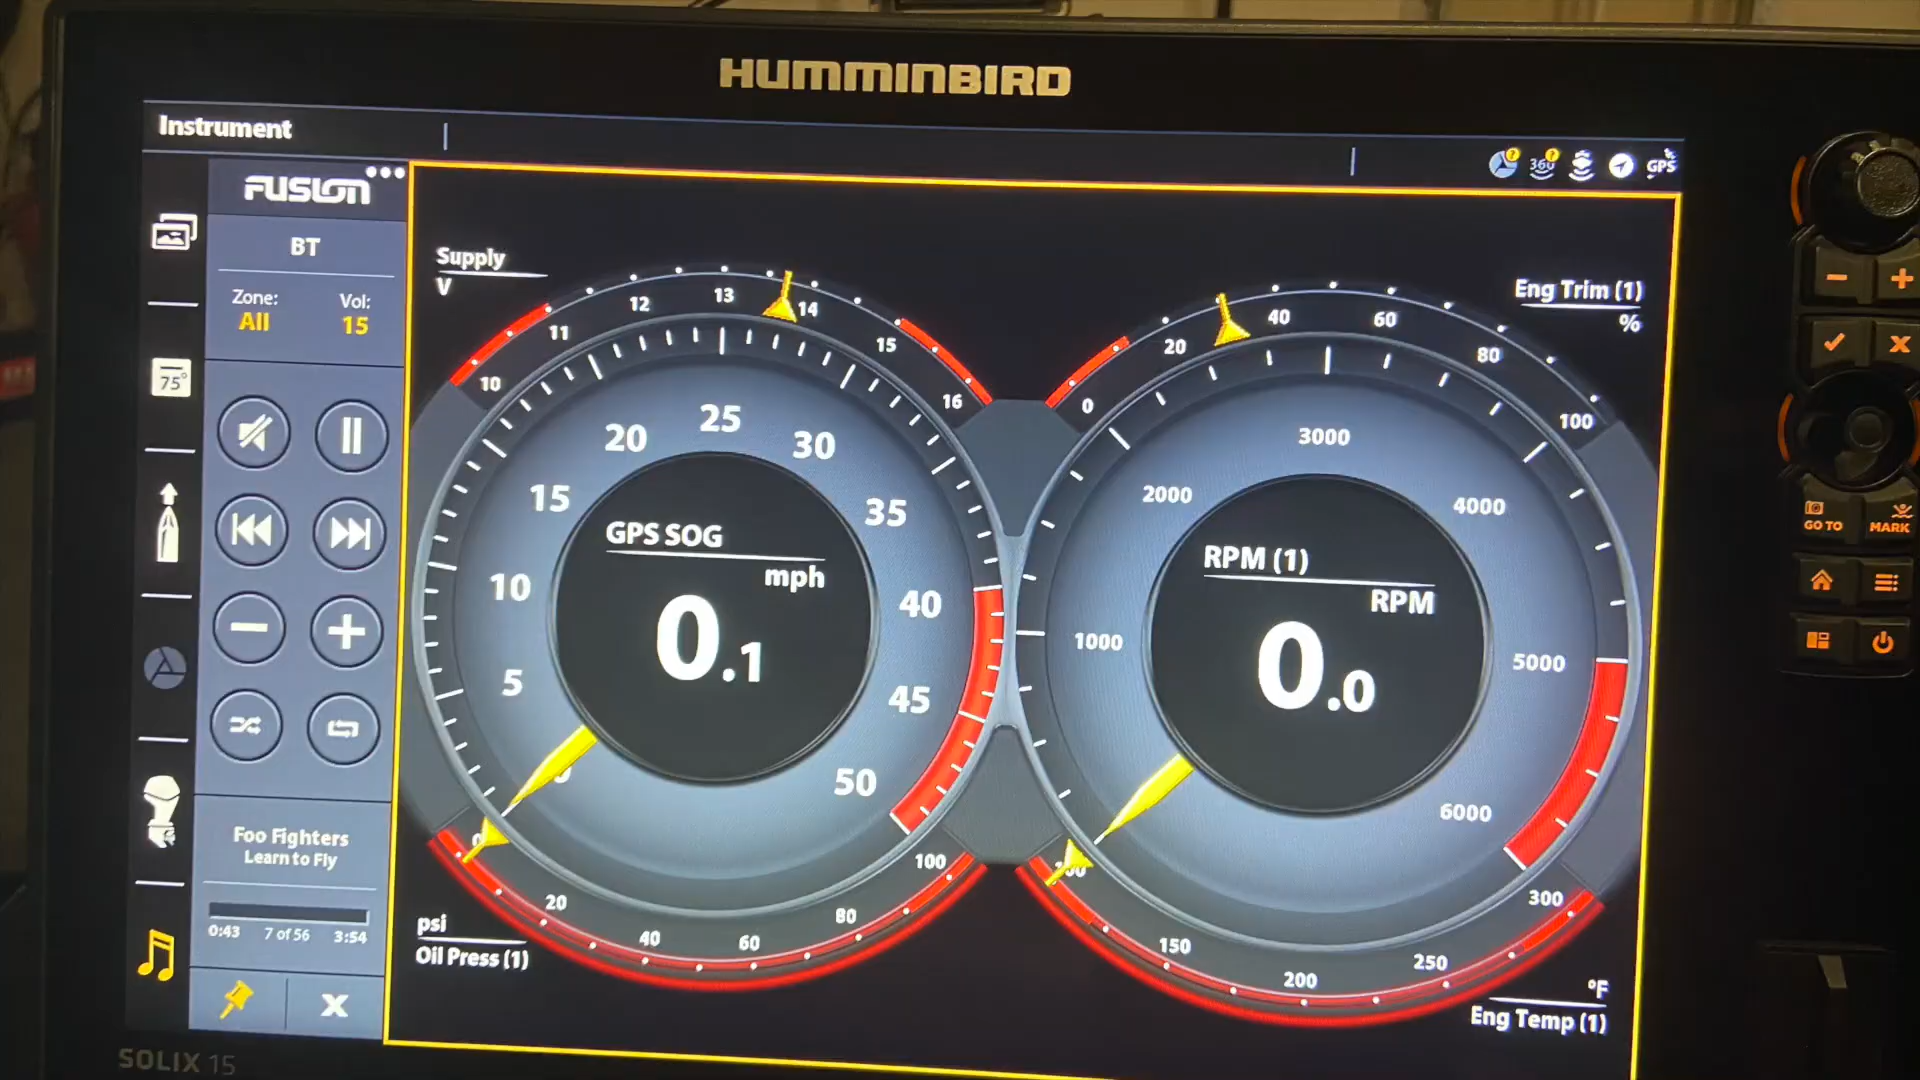 HUMMINBIRD
Instrument
360
GPS
FUSION
BT
Zone:
All
Vol:
15
75°
Foo Fighters
Learn to Fly
0:43
7 of 56
3:54
X
Supply
V
10
11
12
13
14
15
16
5
10
15
20
25
30
35
40
45
50
GPS SOG
mph
0.1
0
20
40
60
80
100
psi
Oil Press (1)
Eng Trim (1)
%
0
20
40
60
80
100
1000
2000
3000
4000
5000
6000
RPM (1)
RPM
0.0
150
200
250
300
°F
Eng Temp (1)
GO TO
MARK
SOLIX 15